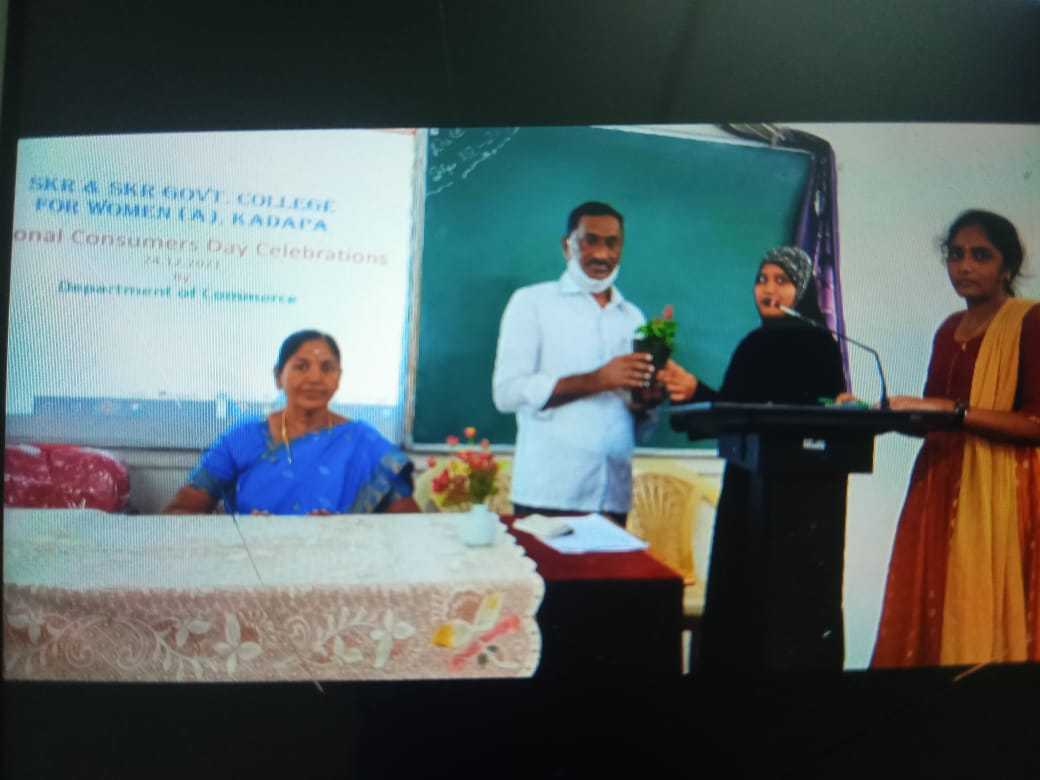 SKR & SKR GOVT. COLLEGE
FOR WOMEN (A), KADAPA
onal Consumers Day Celebrations
24.12.2021
By
Department of Commerce